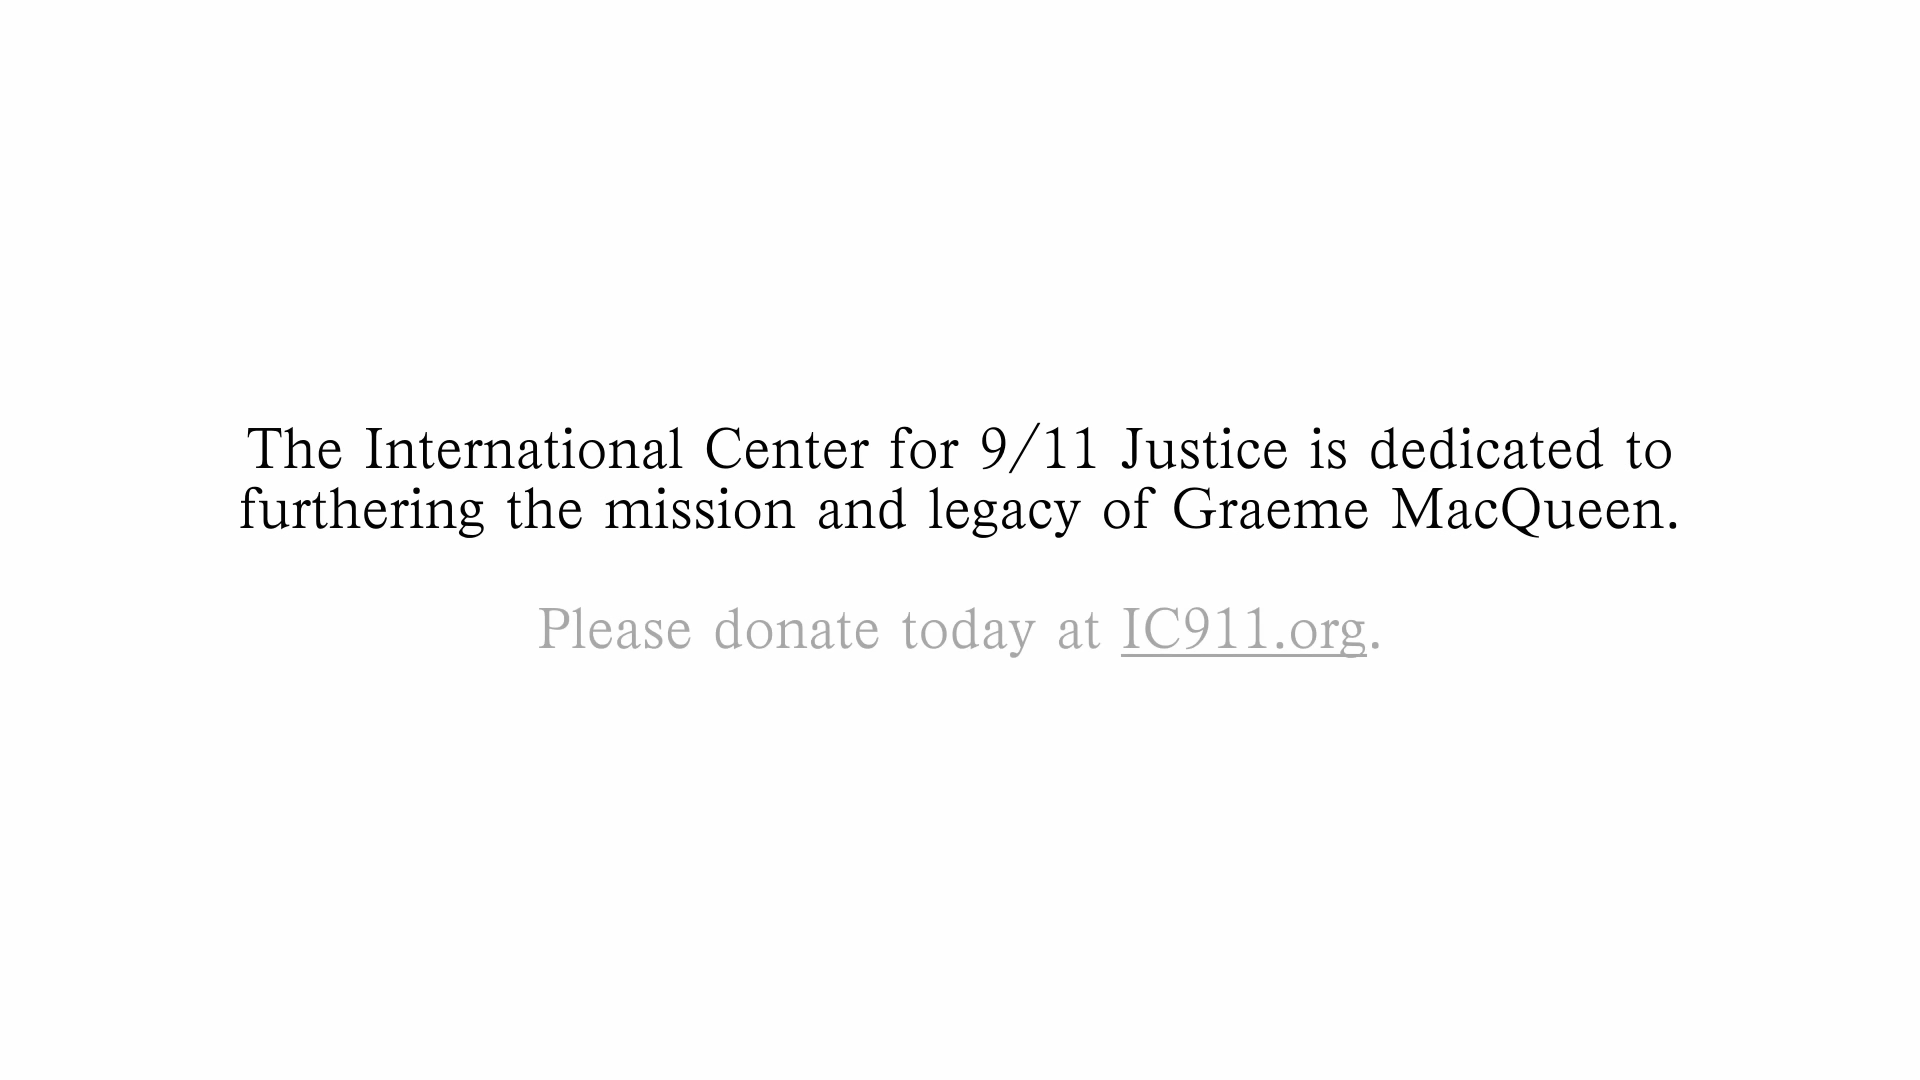 The International Center for 9/11 Justice is dedicated to
furthering the mission and legacy of Graeme MacQueen.
Please donate today at IC911.org.